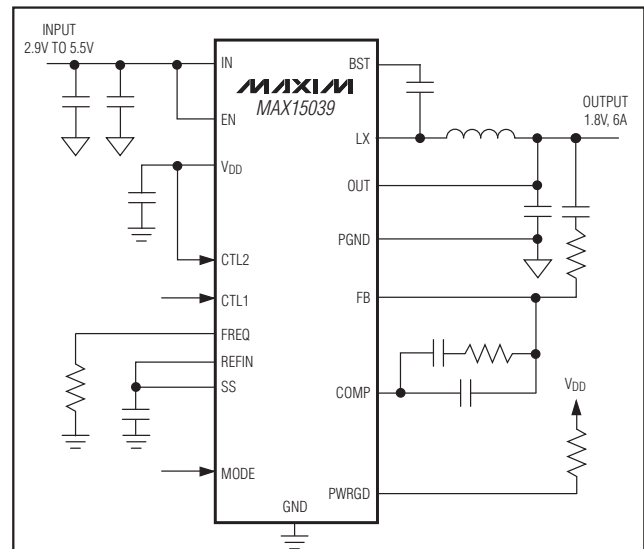 INPUT
2.9V TO 5.5V
IN
BST
MAXIM
MAX15039
OUTPUT
1.8V, 6A
EN
LX
VDD
OUT
PGND
CTL2
CTL1
FB
FREQ
REFIN
SS
COMP
VDD
MODE
PWRGD
GND